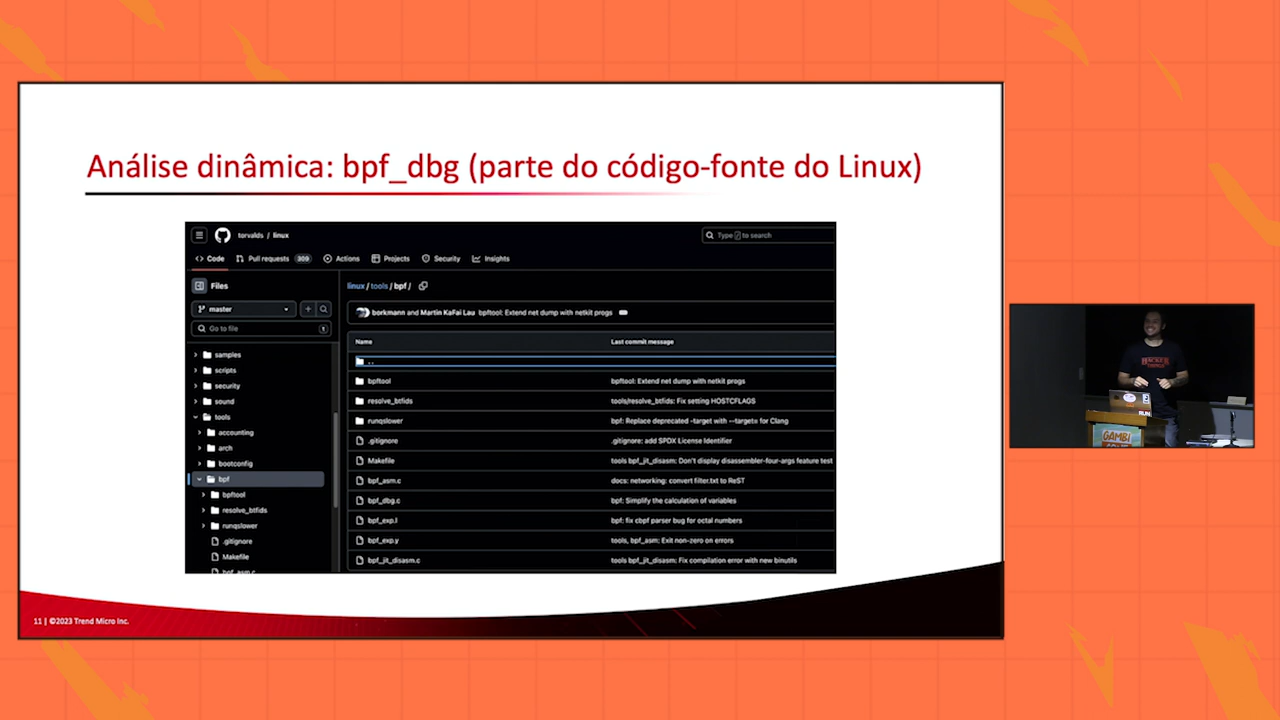 Análise dinâmica: bpf_dbg (parte do código-fonte do Linux)
torvalds / linux
Type / to search
Code
Pull requests 309
Actions
Projects
Security
Insights
Files
linux / tools / bpf /
master
borkmann and Martin KaFai Lau bpftool: Extend net dump with netkit progs
Go to file
t
Name
Last commit message
samples
scripts
security
sound
tools
accounting
arch
bootconfig
bpf
bpftool
resolve_btfids
runqslower
.gitignore
Makefile
bpf_asm.c
..
bpftool
bpftool: Extend net dump with netkit progs
resolve_btfids
tools/resolve_btfids: Fix setting HOSTCFLAGS
runqslower
bpf: Replace deprecated -target with --target= for Clang
.gitignore
.gitignore: add SPDX License Identifier
Makefile
tools bpf_jit_disasm: Don't display disassembler-four-args feature test
bpf_asm.c
docs: networking: convert filter.txt to ReST
bpf_dbg.c
bpf: Simplify the calculation of variables
bpf_exp.l
bpf: fix cbpf parser bug for octal numbers
bpf_exp.y
tools, bpf_asm: Exit non-zero on errors
bpf_jit_disasm.c
tools bpf_jit_disasm: Fix compilation error with new binutils
11 | ©2023 Trend Micro Inc.
HACKER
GAMBI